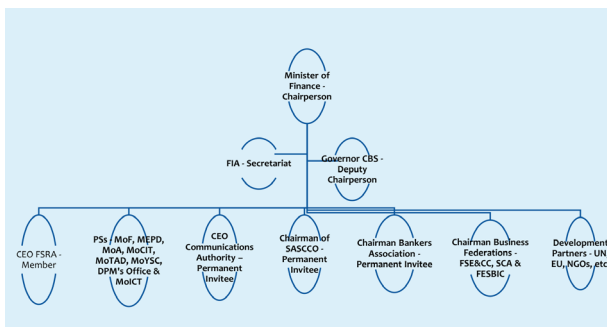 Minister of
Finance -
Chairperson
FIA - Secretariat
Governor CBS -
Deputy
Chairperson
CEO FSRA -
Member
PSs - MoF, MEPD,
MoA, MoCIT,
MoTAD, MoYSC,
DPM's Office &
MoICT
CEO
Communications
Authority –
Permanent
Invitee
Chairman of
SASCCO -
Permanent
Invitee
Chairman Bankers
Association -
Permanent Invitee
Chairman Business
Federations -
FSE&CC, SCA &
FESBIC
Development
Partners - UN,
EU, NGOs, etc